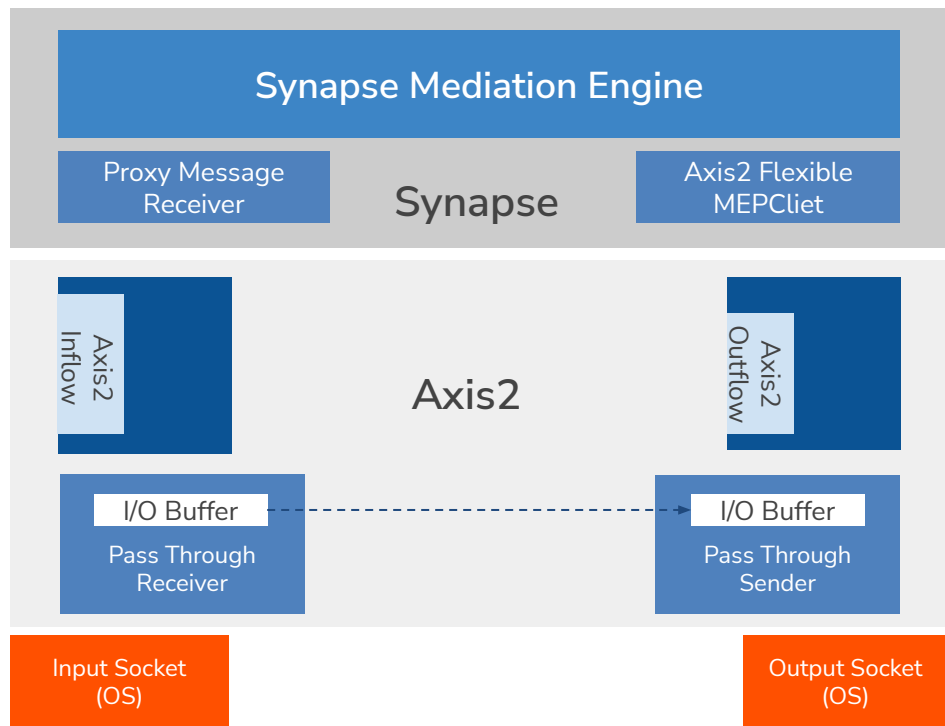 Synapse Mediation Engine
Proxy Message
Receiver
Synapse
Axis2 Flexible
MEPCliet
Axis2
Inflow
Axis2
Axis2
Outflow
I/O Buffer
Pass Through
Receiver
I/O Buffer
Pass Through
Sender
Input Socket
(OS)
Output Socket
(OS)